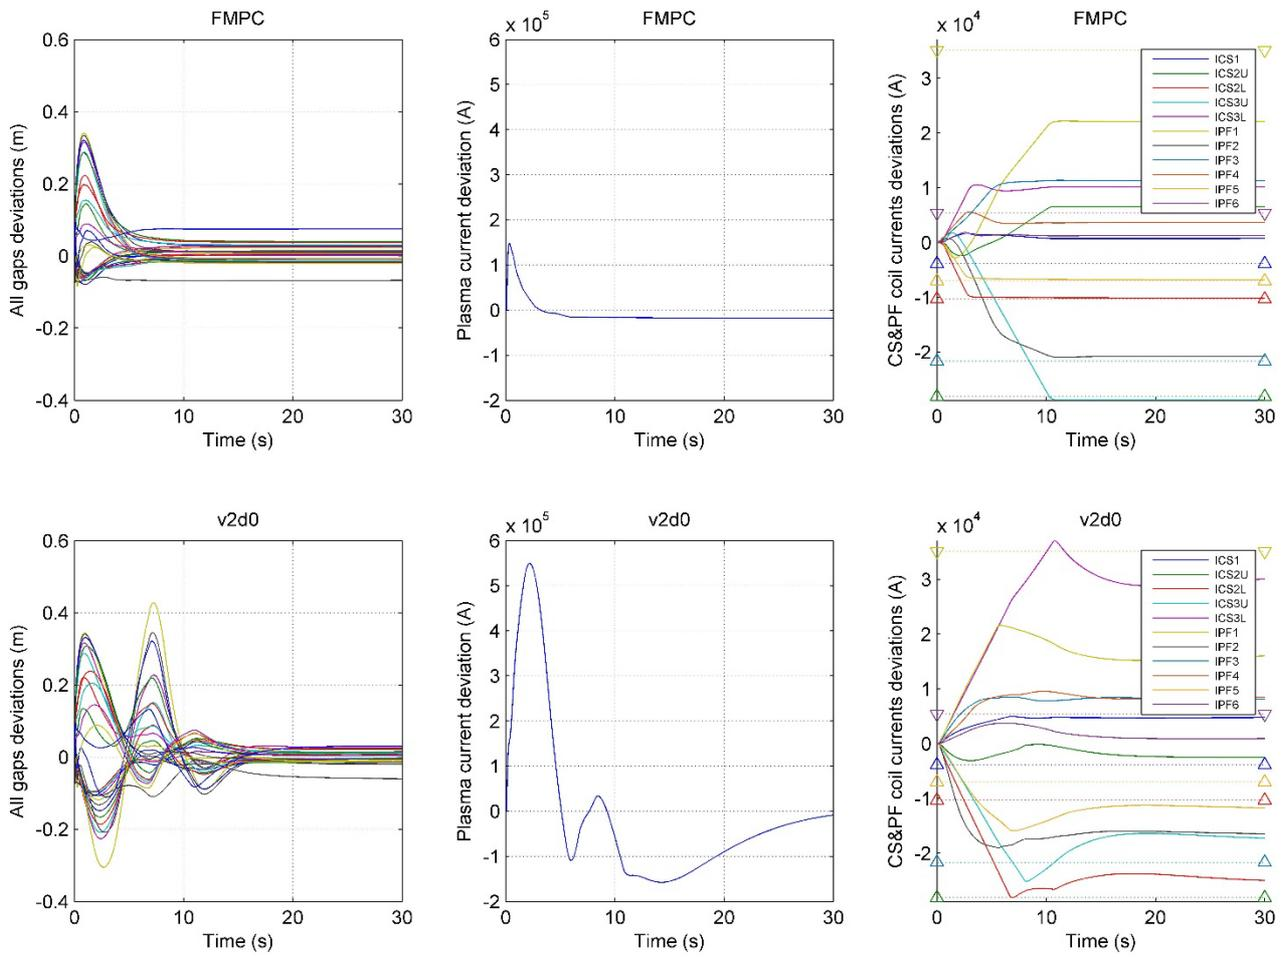 FMPC
0.6
0.4
0.2
0
-0.2
-0.4
0 10 20 30
Time (s)
All gaps deviations (m)
FMPC
x 10^5
6
5
4
3
2
1
0
-1
-2
0 10 20 30
Time (s)
Plasma current deviation (A)
FMPC
x 10^4
3
2
1
0
-1
-2
0 10 20 30
Time (s)
CS&PF coil currents deviations (A)
ICS1
ICS2U
ICS2L
ICS3U
ICS3L
IPF1
IPF2
IPF3
IPF4
IPF5
IPF6
v2d0
0.6
0.4
0.2
0
-0.2
-0.4
0 10 20 30
Time (s)
All gaps deviations (m)
v2d0
x 10^5
6
5
4
3
2
1
0
-1
-2
0 10 20 30
Time (s)
Plasma current deviation (A)
v2d0
x 10^4
3
2
1
0
-1
-2
0 10 20 30
Time (s)
CS&PF coil currents deviations (A)
ICS1
ICS2U
ICS2L
ICS3U
ICS3L
IPF1
IPF2
IPF3
IPF4
IPF5
IPF6